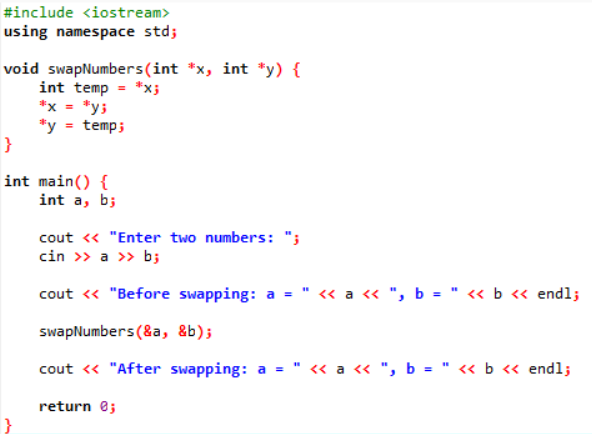 #include <iostream>
using namespace std;

void swapNumbers(int *x, int *y) {
    int temp = *x;
    *x = *y;
    *y = temp;
}

int main() {
    int a, b;

    cout << "Enter two numbers: ";
    cin >> a >> b;

    cout << "Before swapping: a = " << a << ", b = " << b << endl;

    swapNumbers(&a, &b);

    cout << "After swapping: a = " << a << ", b = " << b << endl;

    return 0;
}